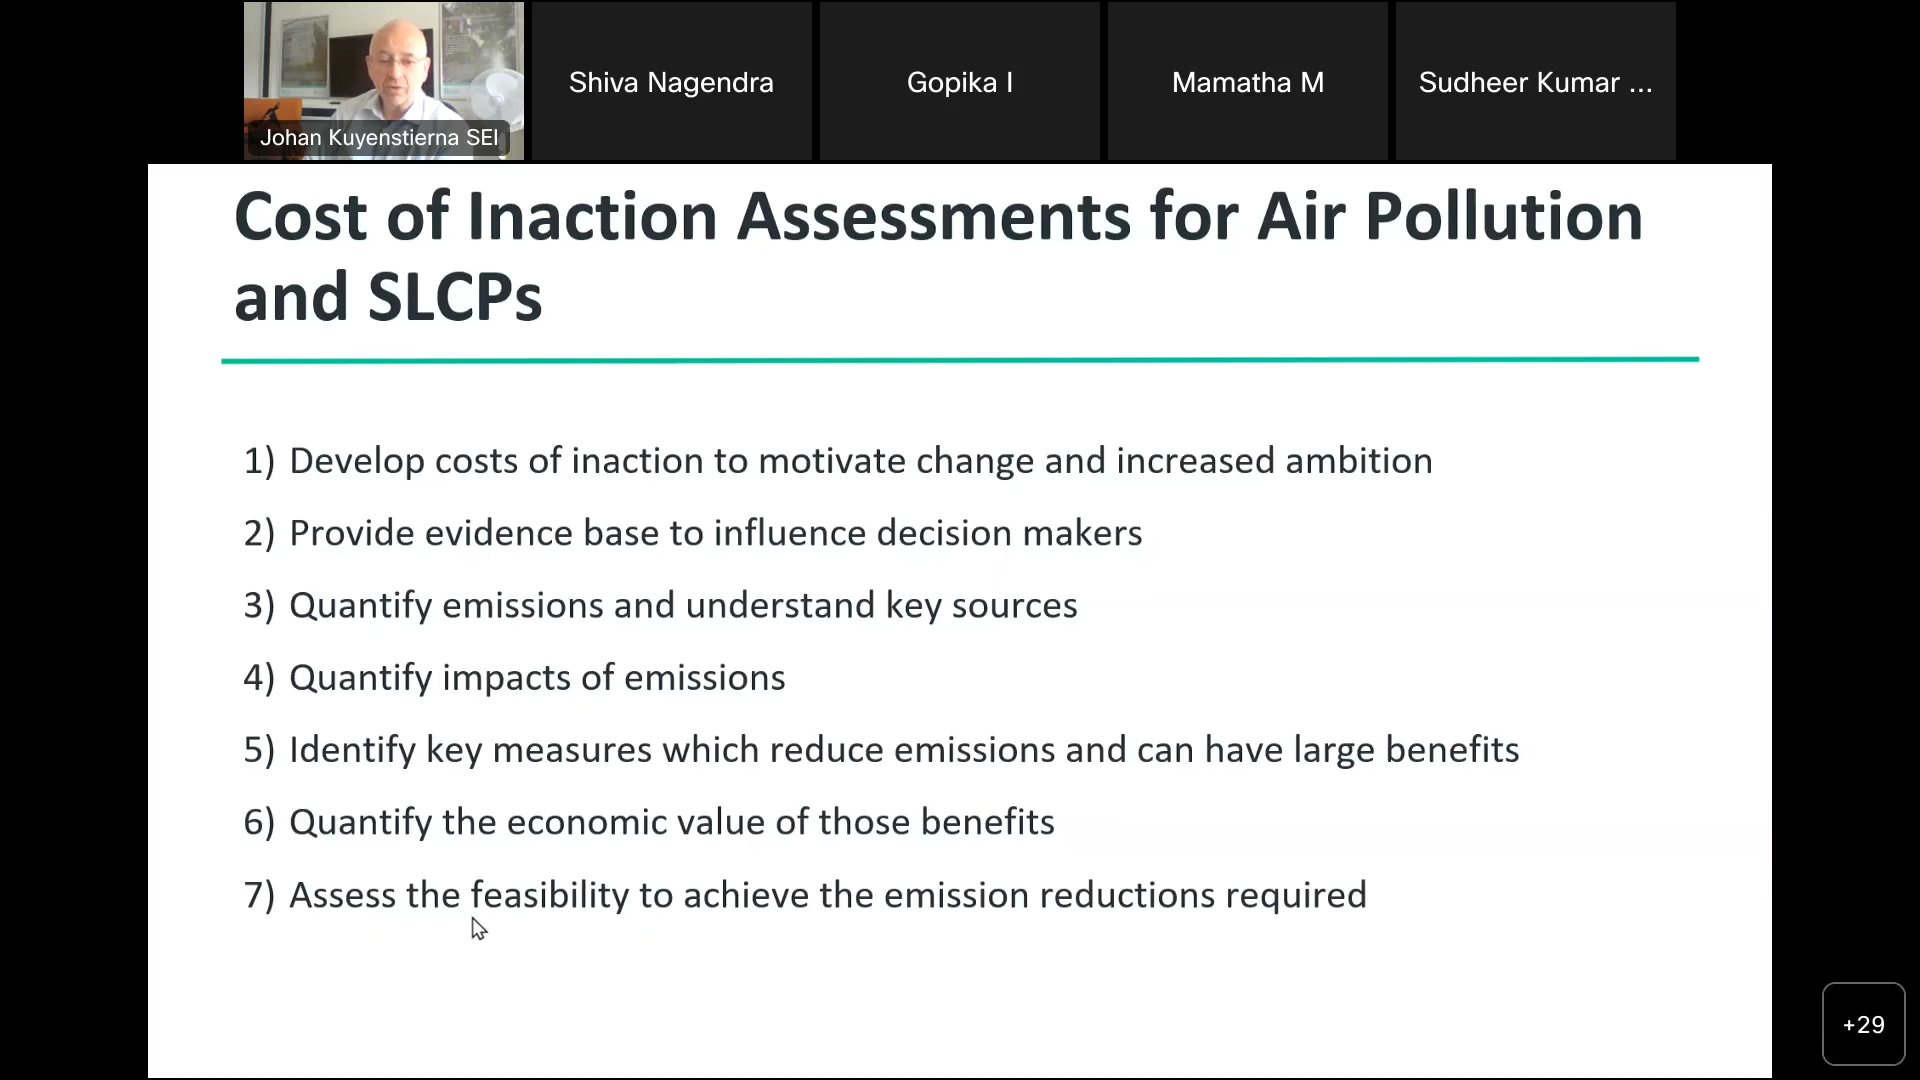 Johan Kuyenstierna SEI
Shiva Nagendra
Gopika I
Mamatha M
Sudheer Kumar ...
Cost of Inaction Assessments for Air Pollution
and SLCPs
1) Develop costs of inaction to motivate change and increased ambition
2) Provide evidence base to influence decision makers
3) Quantify emissions and understand key sources
4) Quantify impacts of emissions
5) Identify key measures which reduce emissions and can have large benefits
6) Quantify the economic value of those benefits
7) Assess the feasibility to achieve the emission reductions required
+29